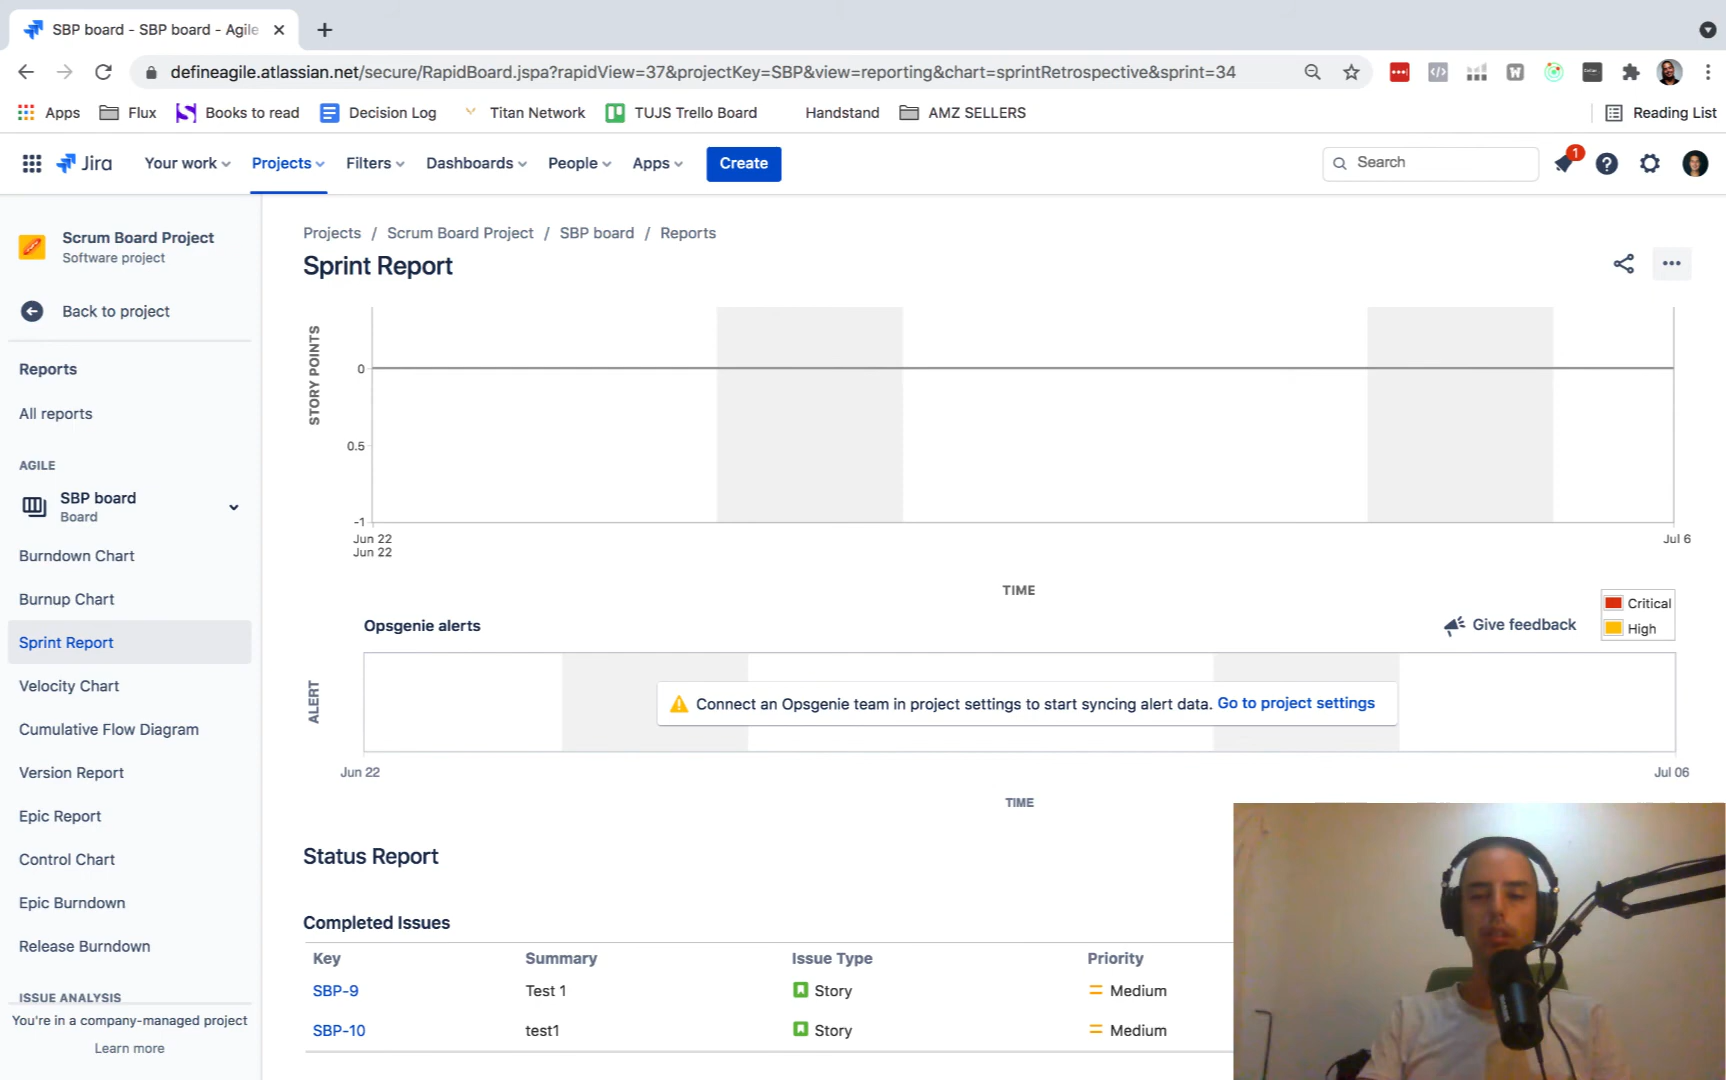 SBP board - SBP board - Agile
defineagile.atlassian.net/secure/RapidBoard.jspa?rapidView=37&projectKey=SBP&view=reporting&chart=sprintRetrospective&sprint=34
Apps
Flux
Books to read
Decision Log
Titan Network
TUJS Trello Board
Handstand
AMZ SELLERS
Reading List
Jira
Your work
Projects
Filters
Dashboards
People
Apps
Create
Search
1
Scrum Board Project
Software project
Back to project
Reports
All reports
AGILE
SBP board
Board
Burndown Chart
Burnup Chart
Sprint Report
Velocity Chart
Cumulative Flow Diagram
Version Report
Epic Report
Control Chart
Epic Burndown
Release Burndown
ISSUE ANALYSIS
You're in a company-managed project
Learn more
Projects / Scrum Board Project / SBP board / Reports
Sprint Report
STORY POINTS
0
0.5
-1
Jun 22
Jun 22
Jul 6
TIME
Opsgenie alerts
Give feedback
Critical
High
ALERT
Connect an Opsgenie team in project settings to start syncing alert data. Go to project settings
Jun 22
Jul 06
TIME
Status Report
Completed Issues
Key Summary Issue Type Priority
SBP-9 Test 1 Story Medium
SBP-10 test1 Story Medium